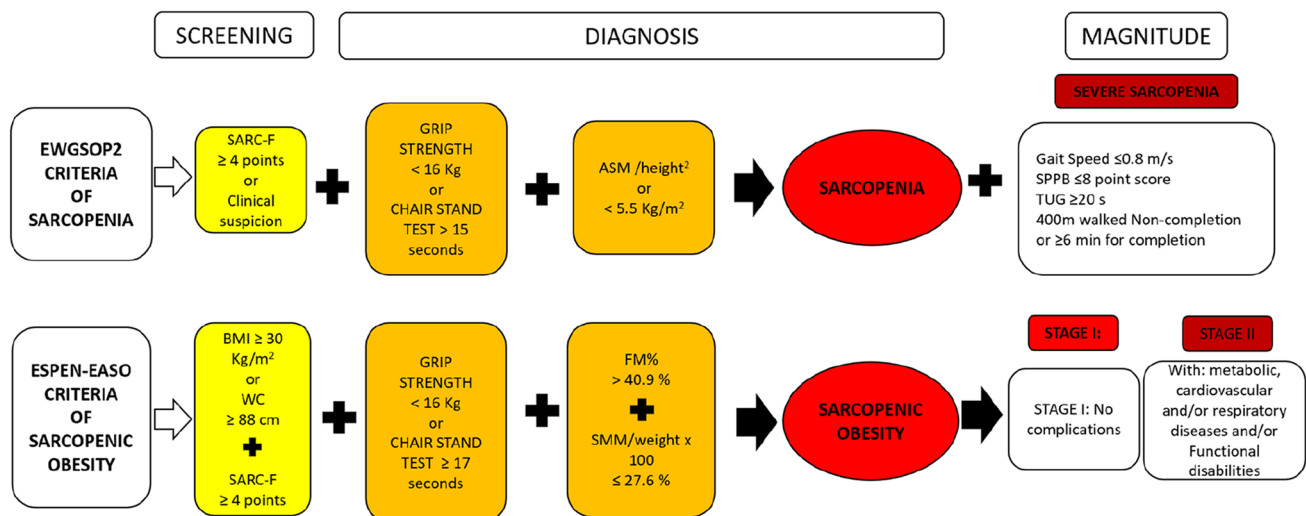 SCREENING
DIAGNOSIS
MAGNITUDE
SEVERE SARCOPENIA
EWGSOP2
CRITERIA
OF
SARCOPENIA
SARC-F
≥ 4 points
or
Clinical
suspicion
GRIP
STRENGTH
< 16 Kg
or
CHAIR STAND
TEST > 15
seconds
ASM /height²
or
< 5.5 Kg/m²
SARCOPENIA
Gait Speed ≤0.8 m/s
SPPB ≤8 point score
TUG ≥20 s
400m walked Non-completion
or ≥6 min for completion
ESPEN-EASO
CRITERIA
OF
SARCOPENIC
OBESITY
BMI ≥ 30
Kg/m²
or
WC
≥ 88 cm
SARC-F
≥ 4 points
GRIP
STRENGTH
< 16 Kg
or
CHAIR STAND
TEST ≥ 17
seconds
FM%
> 40.9 %
SMM/weight x
100
≤ 27.6 %
SARCOPENIC
OBESITY
STAGE I:
STAGE I: No
complications
STAGE II
With: metabolic,
cardiovascular
and/or respiratory
diseases and/or
Functional
disabilities